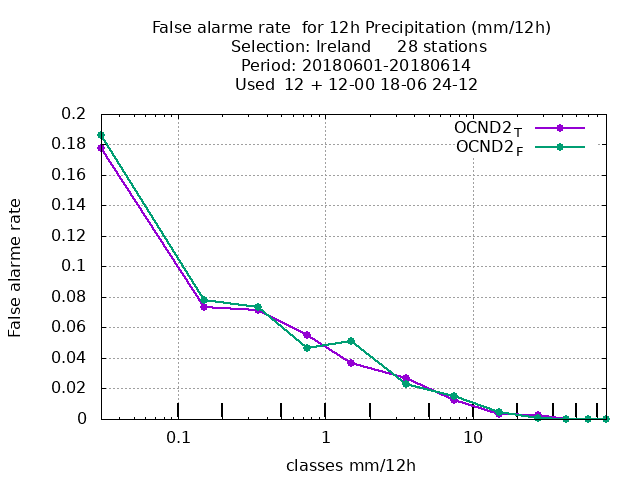 False alarme rate  for 12h Precipitation (mm/12h)
Selection: Ireland     28 stations
Period: 20180601-20180614
Used  12 + 12-00 18-06 24-12
OCND2_T
OCND2_F
0.2
0.18
0.16
0.14
0.12
0.1
0.08
0.06
0.04
0.02
0
False alarme rate
0.1 1 10
classes mm/12h